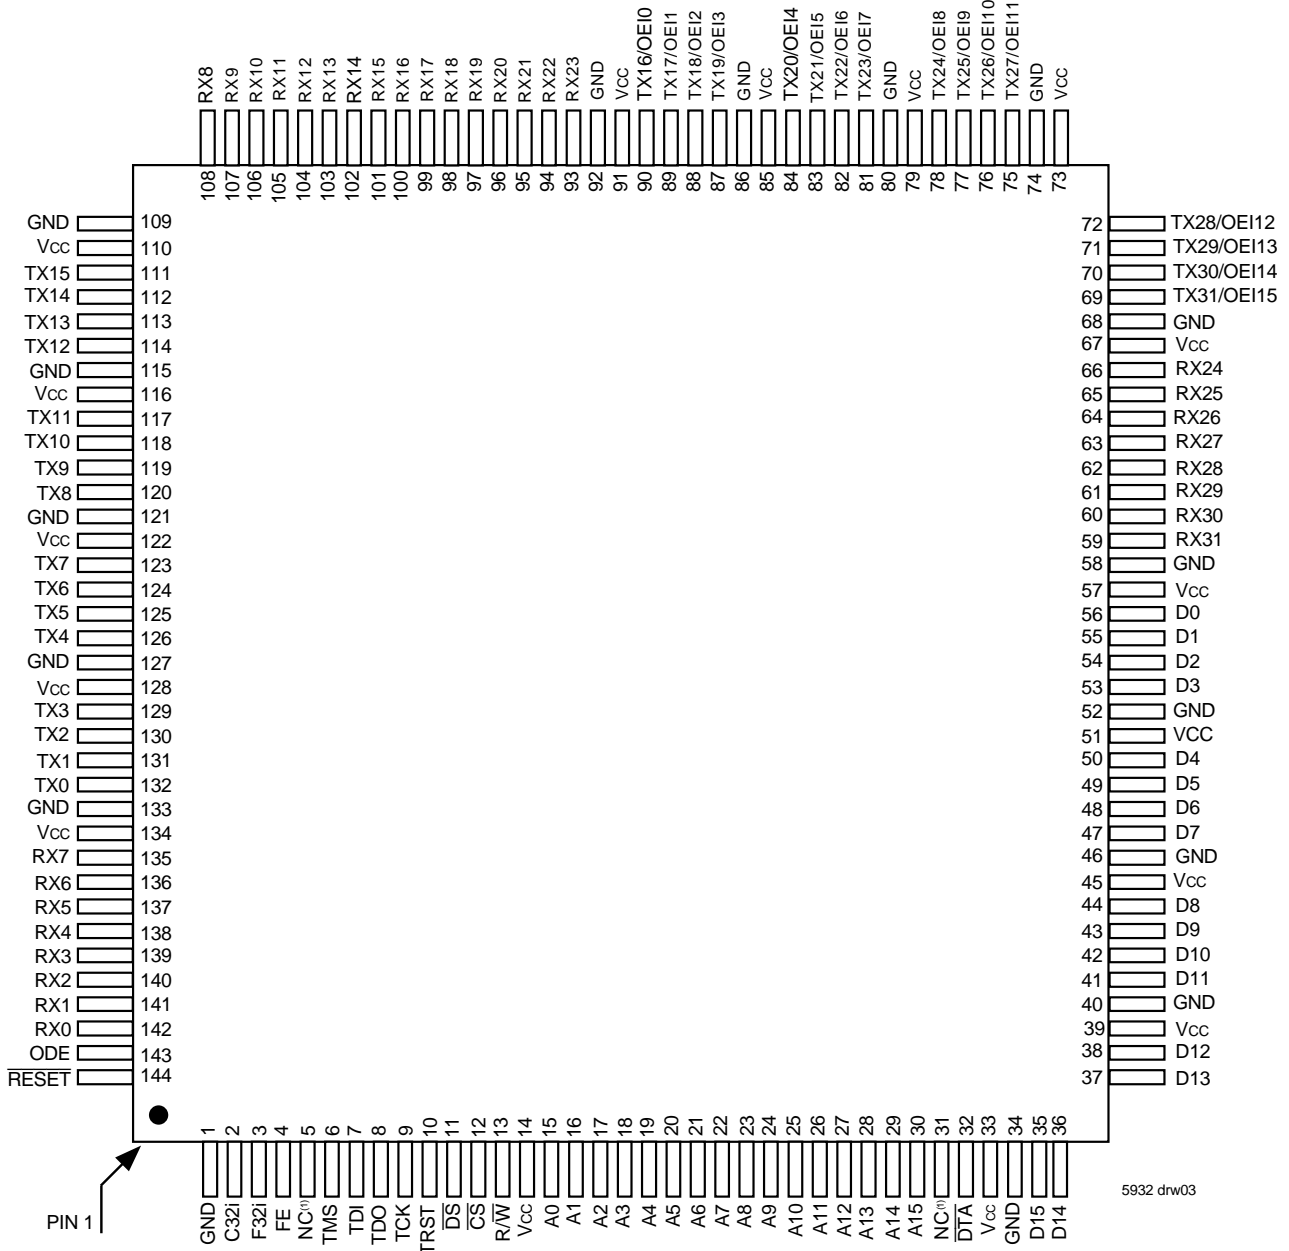 RX8 RX9 RX10 RX11 RX12 RX13 RX14 RX15 RX16 RX17 RX18 RX19 RX20 RX21 RX22 RX23 GND Vcc TX16/OEI0 TX17/OEI1 TX18/OEI2 TX19/OEI3 GND Vcc TX20/OEI4 TX21/OEI5 TX22/OEI6 TX23/OEI7 GND Vcc TX24/OEI8 TX25/OEI9 TX26/OEI10 TX27/OEI11 GND Vcc
108 107 106 105 104 103 102 101 100 99 98 97 96 95 94 93 92 91 90 89 88 87 86 85 84 83 82 81 80 79 78 77 76 75 74 73
GND 109 72 TX28/OEI12
Vcc 110 71 TX29/OEI13
TX15 111 70 TX30/OEI14
TX14 112 69 TX31/OEI15
TX13 113 68 GND
TX12 114 67 Vcc
GND 115 66 RX24
Vcc 116 65 RX25
TX11 117 64 RX26
TX10 118 63 RX27
TX9 119 62 RX28
TX8 120 61 RX29
GND 121 60 RX30
Vcc 122 59 RX31
TX7 123 58 GND
TX6 124 57 Vcc
TX5 125 56 D0
TX4 126 55 D1
GND 127 54 D2
Vcc 128 53 D3
TX3 129 52 GND
TX2 130 51 VCC
TX1 131 50 D4
TX0 132 49 D5
GND 133 48 D6
Vcc 134 47 D7
RX7 135 46 GND
RX6 136 45 Vcc
RX5 137 44 D8
RX4 138 43 D9
RX3 139 42 D10
RX2 140 41 D11
RX1 141 40 GND
RX0 142 39 Vcc
ODE 143 38 D12
RESET 144 37 D13
1 2 3 4 5 6 7 8 9 10 11 12 13 14 15 16 17 18 19 20 21 22 23 24 25 26 27 28 29 30 31 32 33 34 35 36
GND C32i F32i FE NC(1) TMS TDI TDO TCK TRST DS CS R/W Vcc A0 A1 A2 A3 A4 A5 A6 A7 A8 A9 A10 A11 A12 A13 A14 A15 NC(1) DTA Vcc GND D15 D14
PIN 1
5932 drw03